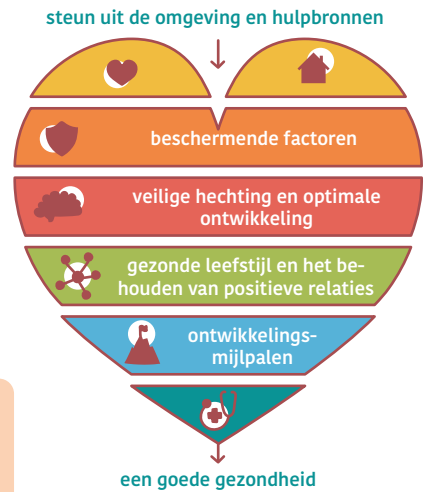 steun uit de omgeving en hulpbronnen
beschermende factoren
veilige hechting en optimale
ontwikkeling
gezonde leefstijl en het be-
houden van positieve relaties
ontwikkelings-
mijlpalen
een goede gezondheid